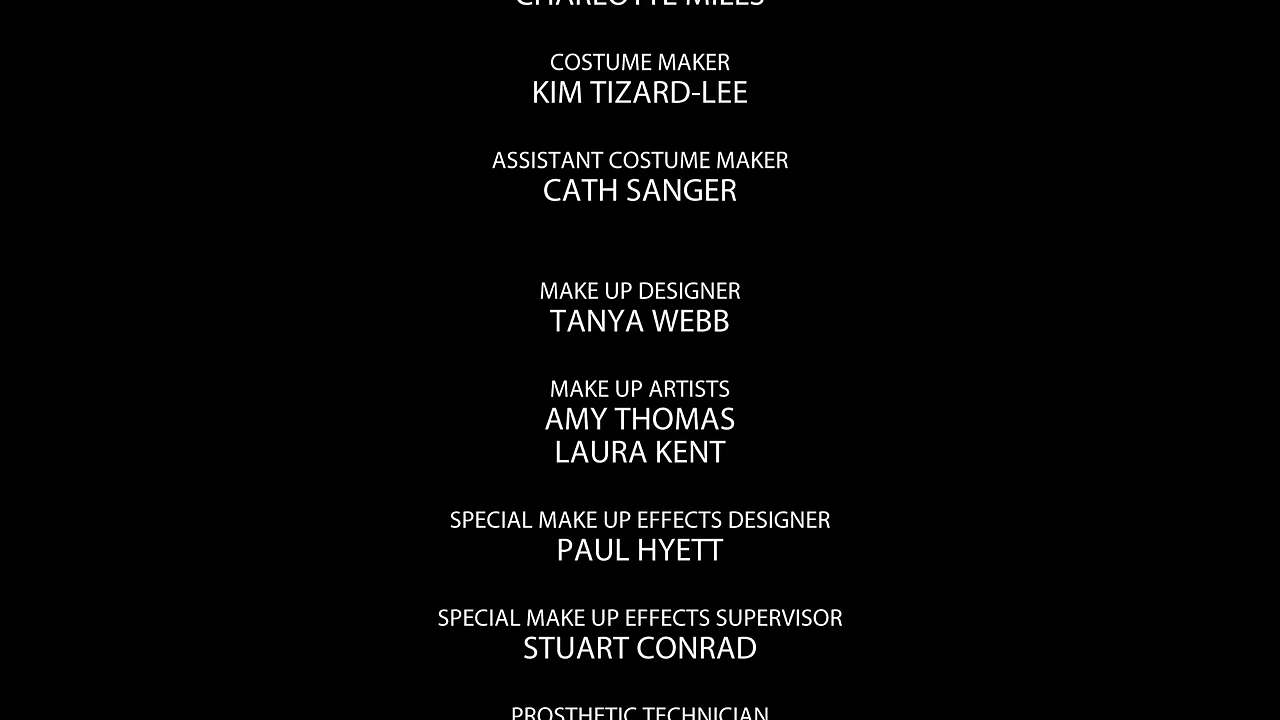 CHARLOTTE MILLS
COSTUME MAKER
KIM TIZARD-LEE
ASSISTANT COSTUME MAKER
CATH SANGER
MAKE UP DESIGNER
TANYA WEBB
MAKE UP ARTISTS
AMY THOMAS
LAURA KENT
SPECIAL MAKE UP EFFECTS DESIGNER
PAUL HYETT
SPECIAL MAKE UP EFFECTS SUPERVISOR
STUART CONRAD
PROSTHETIC TECHNICIAN